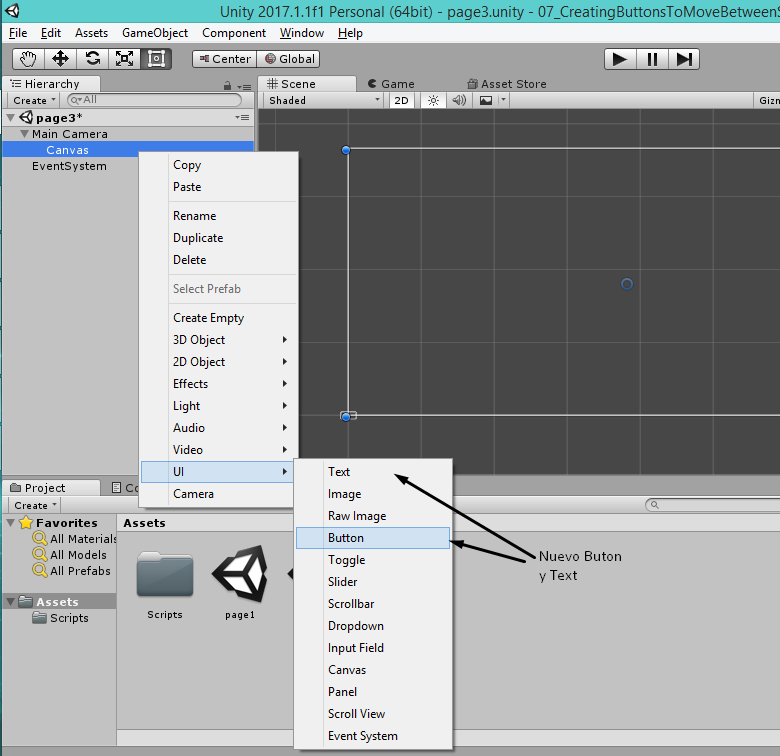 Unity 2017.1.1f1 Personal (64bit) - page3.unity - 07_CreatingButtonsToMoveBetweenS
File Edit Assets GameObject Component Window Help
Center Global
Hierarchy
Scene Game Asset Store
Create All
Shaded 2D Gizn
page3*
Main Camera
Canvas
EventSystem
Copy
Paste
Rename
Duplicate
Delete
Select Prefab
Create Empty
3D Object
2D Object
Effects
Light
Audio
Video
UI
Camera
Text
Image
Raw Image
Button
Toggle
Slider
Scrollbar
Dropdown
Input Field
Canvas
Panel
Scroll View
Event System
Nuevo Buton
y Text
Project Co
Create
Favorites
All Materials
All Models
All Prefabs
Assets
Scripts
Assets
Scripts page1